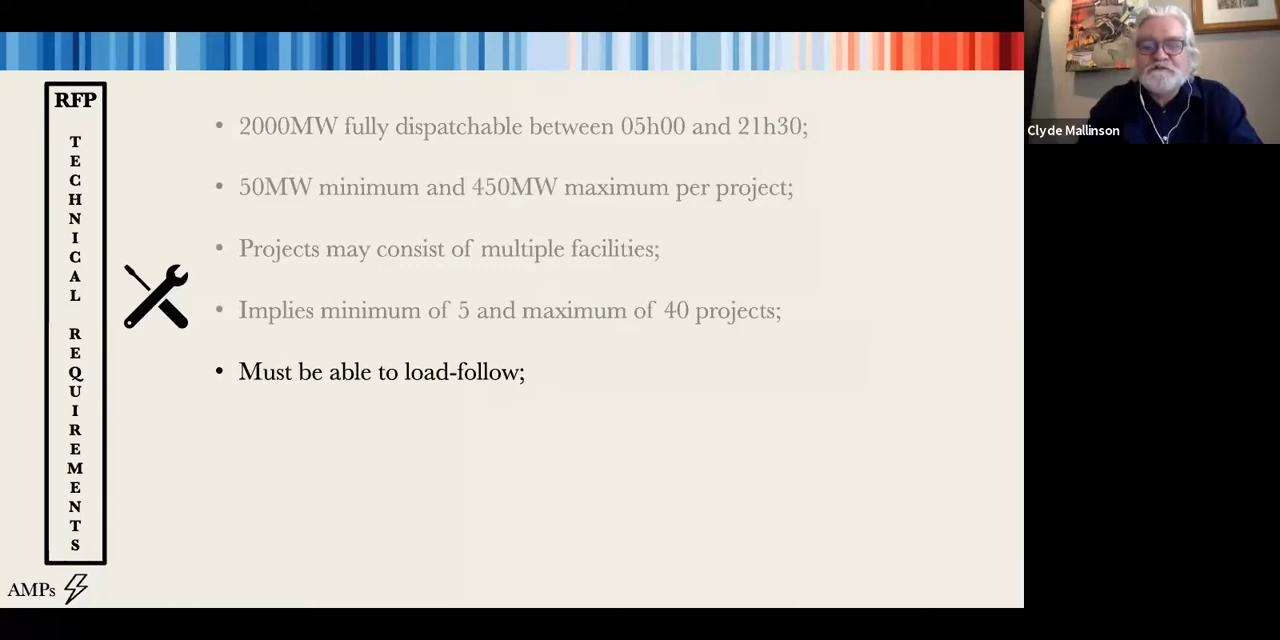 RFP
TECHNICAL
REQUIREMENTS
• 2000MW fully dispatchable between 05h00 and 21h30;
• 50MW minimum and 450MW maximum per project;
• Projects may consist of multiple facilities;
• Implies minimum of 5 and maximum of 40 projects;
• Must be able to load-follow;
AMPs
Clyde Mallinson